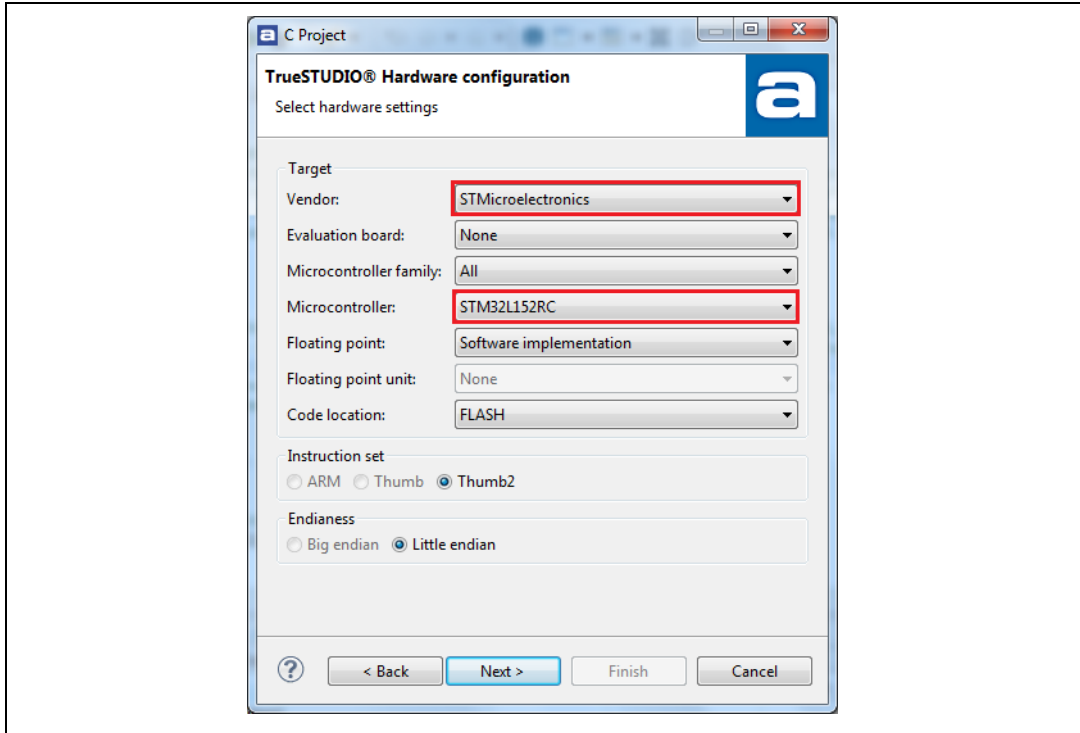 C Project
TrueSTUDIO® Hardware configuration
Select hardware settings
Target
Vendor: STMicroelectronics
Evaluation board: None
Microcontroller family: All
Microcontroller: STM32L152RC
Floating point: Software implementation
Floating point unit: None
Code location: FLASH
Instruction set
ARM Thumb Thumb2
Endianess
Big endian Little endian
? < Back Next > Finish Cancel